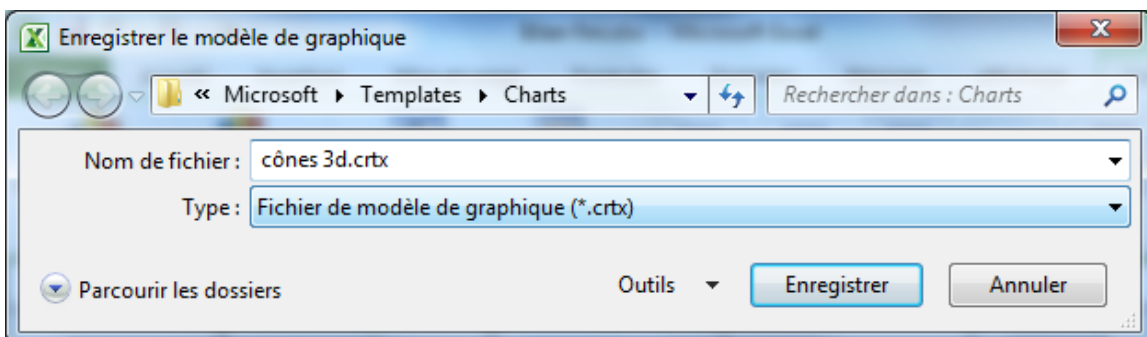 Enregistrer le modèle de graphique
« Microsoft Templates Charts Rechercher dans : Charts
Nom de fichier : cônes 3d.crtx
Type : Fichier de modèle de graphique (*.crtx)
Parcourir les dossiers Outils Enregistrer Annuler